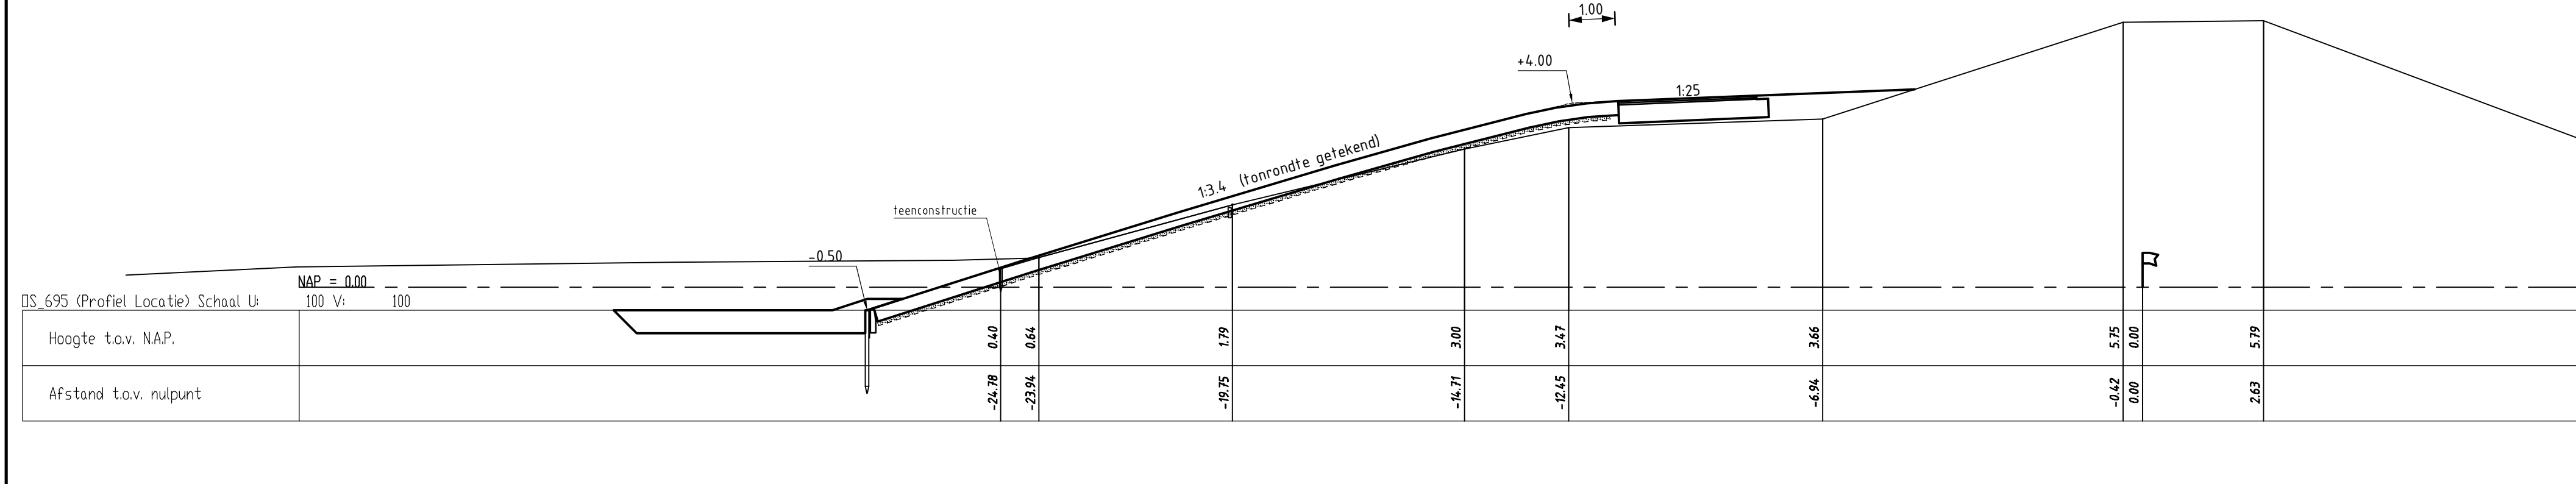 1.00
+4.00
1:25
1:3.4 (tonrondte getekend)
teenconstructie
-0.50
NAP = 0.00
S_695 (Profiel Locatie) Schaal U: 100 V: 100
Hoogte t.o.v. N.A.P. 0.40 0.64 1.79 3.00 3.47 3.66 5.75 0.00 5.79
Afstand t.o.v. nulpunt -24.78 -23.94 -19.75 -14.71 -12.45 -6.94 -0.42 0.00 2.63